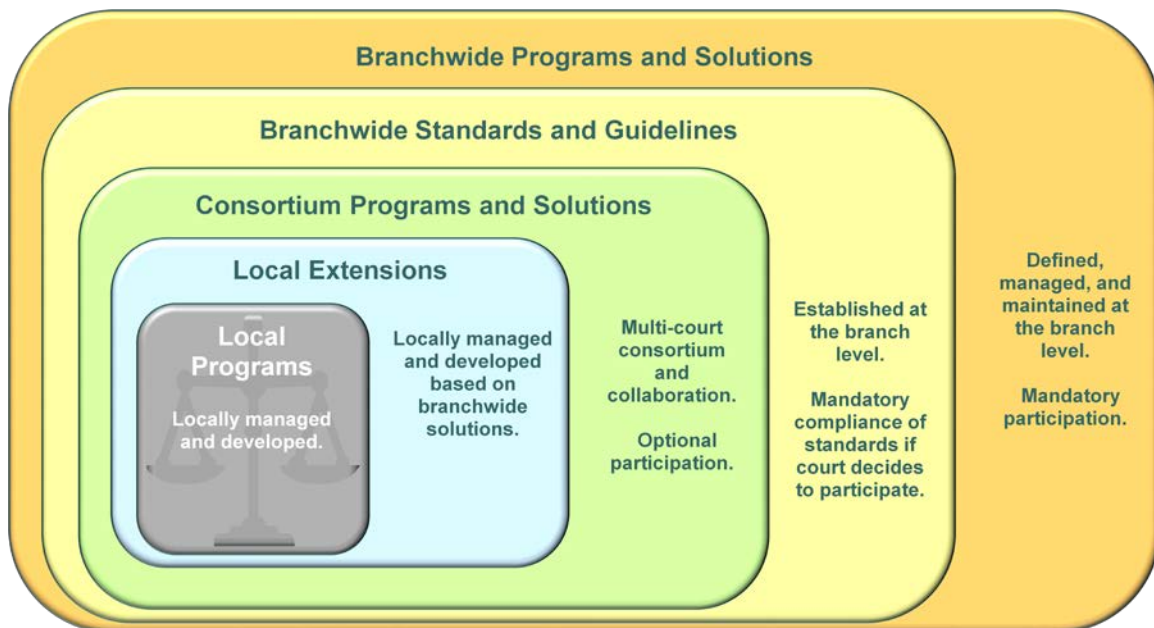 Branchwide Programs and Solutions
Branchwide Standards and Guidelines
Consortium Programs and Solutions
Local Extensions
Local
Programs
Locally managed
and developed.
Locally managed
and developed
based on
branchwide
solutions.
Multi-court
consortium
and
collaboration.
Optional
participation.
Established at
the branch
level.
Mandatory
compliance of
standards if
court decides
to participate.
Defined,
managed, and
maintained at
the branch
level.
Mandatory
participation.